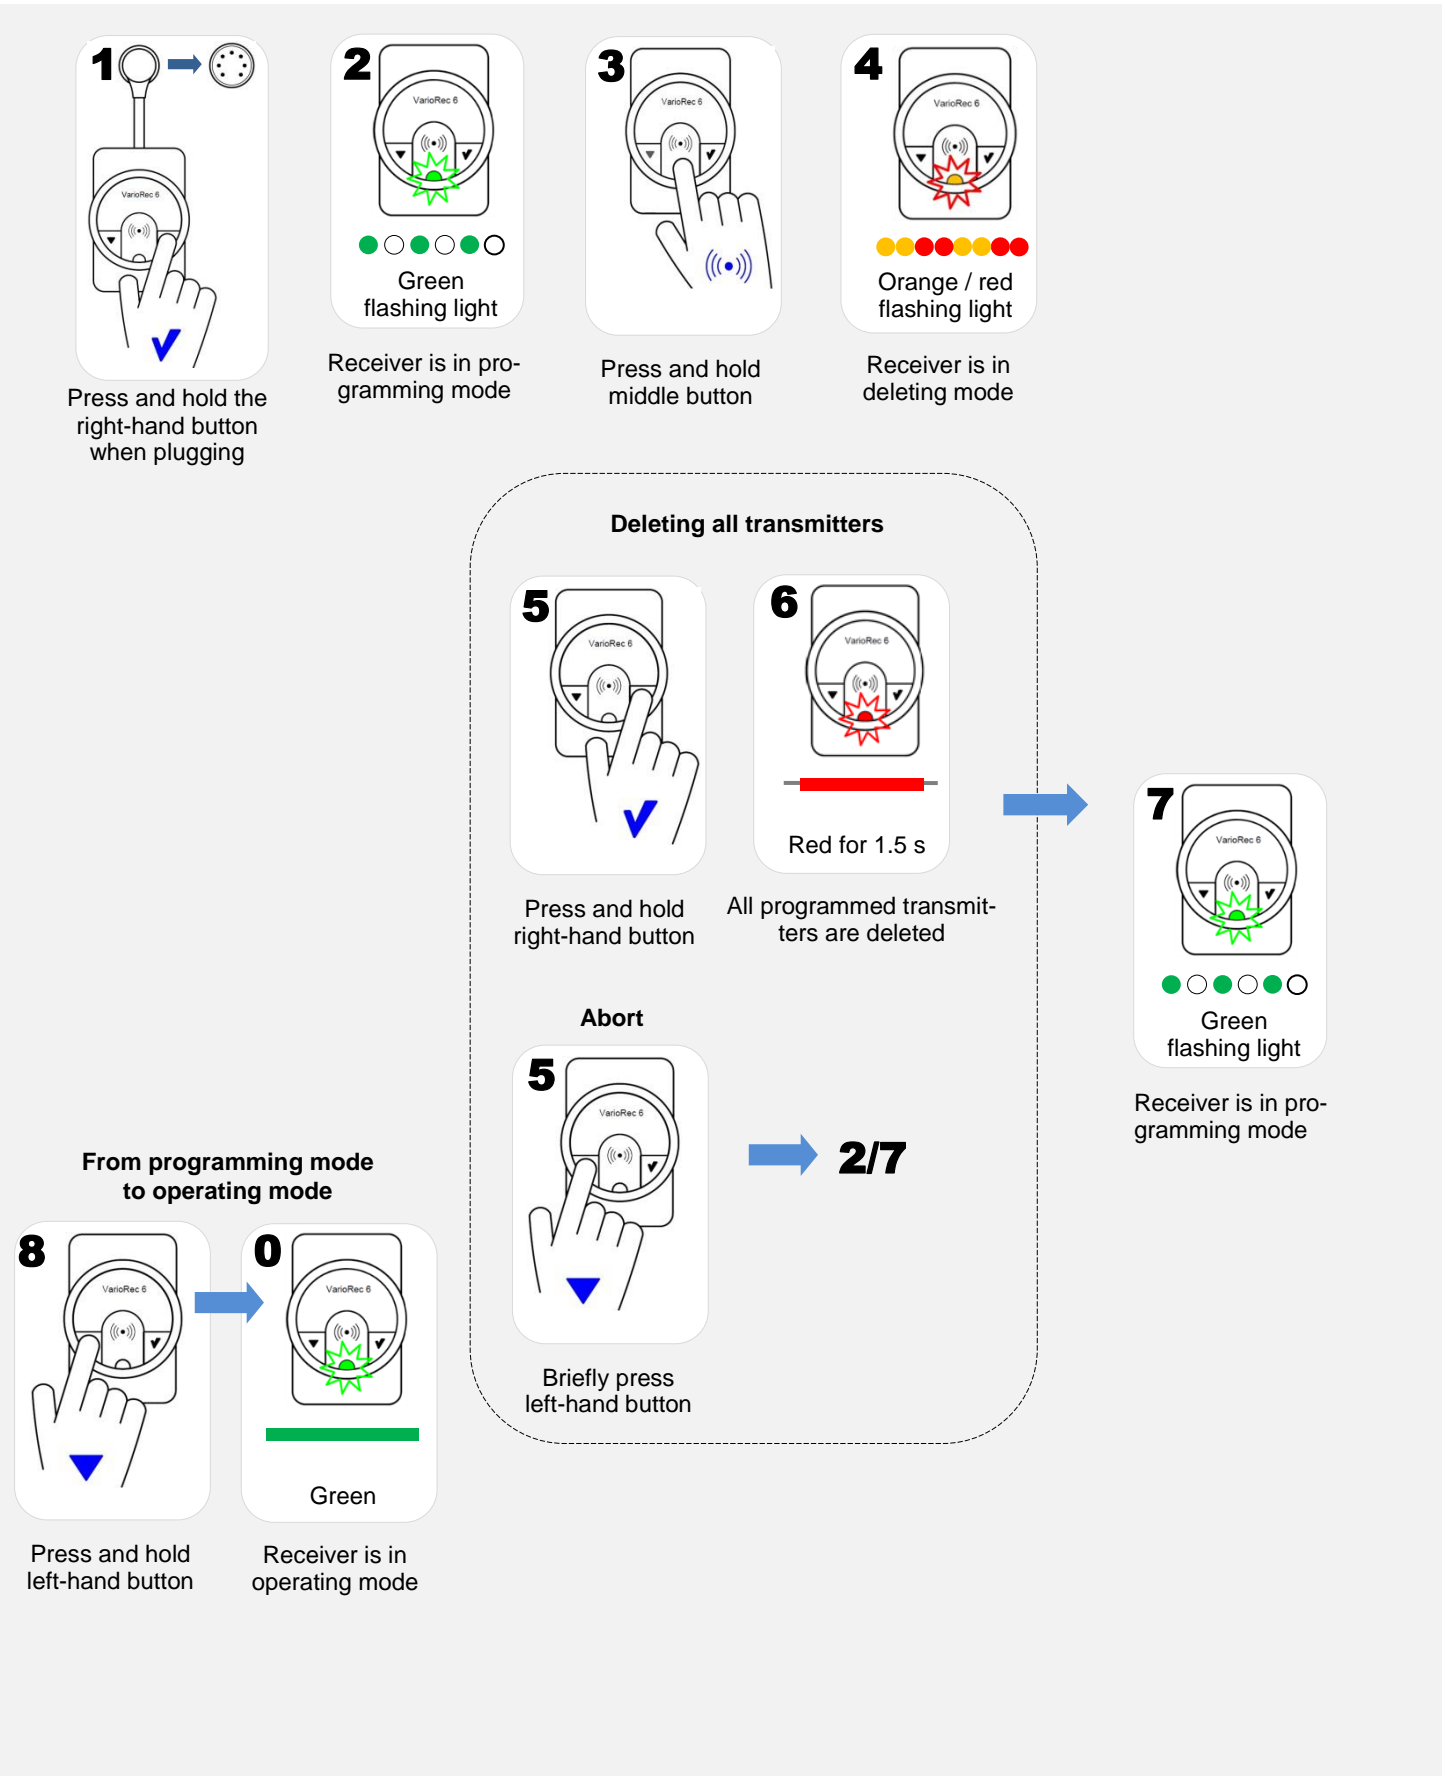 1
VarioRec 6
Press and hold the
right-hand button
when plugging
2
VarioRec 6
Green
flashing light
Receiver is in pro-
gramming mode
3
VarioRec 6
Press and hold
middle button
4
VarioRec 6
Orange / red
flashing light
Receiver is in
deleting mode
Deleting all transmitters
5
VarioRec 6
Press and hold
right-hand button
6
VarioRec 6
Red for 1.5 s
All programmed transmit-
ters are deleted
7
VarioRec 6
Green
flashing light
Receiver is in pro-
gramming mode
Abort
5
VarioRec 6
2/7
Briefly press
left-hand button
From programming mode
to operating mode
8
VarioRec 6
Press and hold
left-hand button
0
VarioRec 6
Green
Receiver is in
operating mode